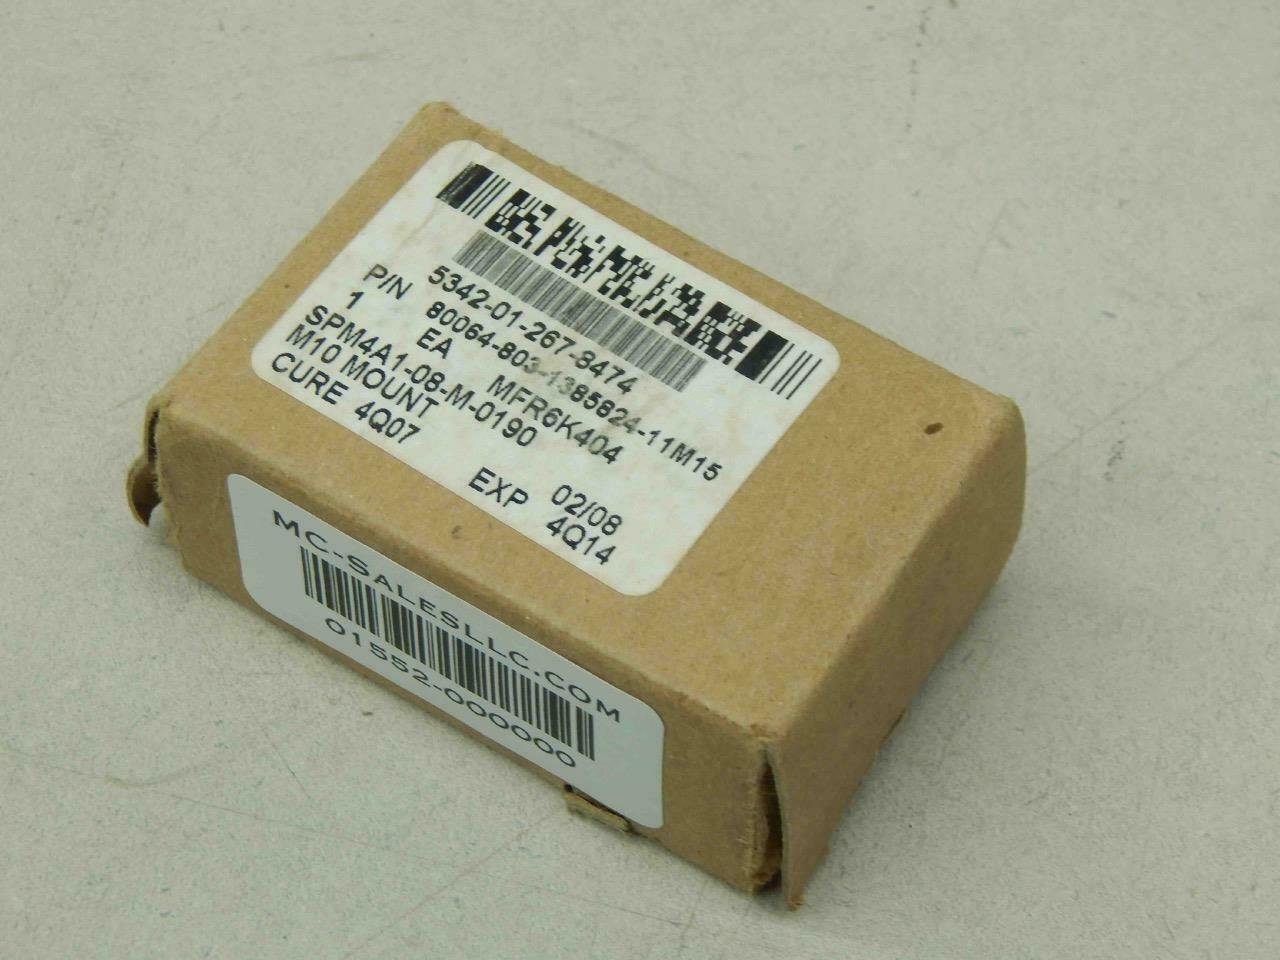 5342-01-267-8474
P/N 80064-803-1385824-11M15
1 EA MFR6K404
SPM4A1-08-M-0190
M10 MOUNT 02/08
CURE 4Q07 EXP 4Q14
MC-SALESLLC.COM
01552-000000